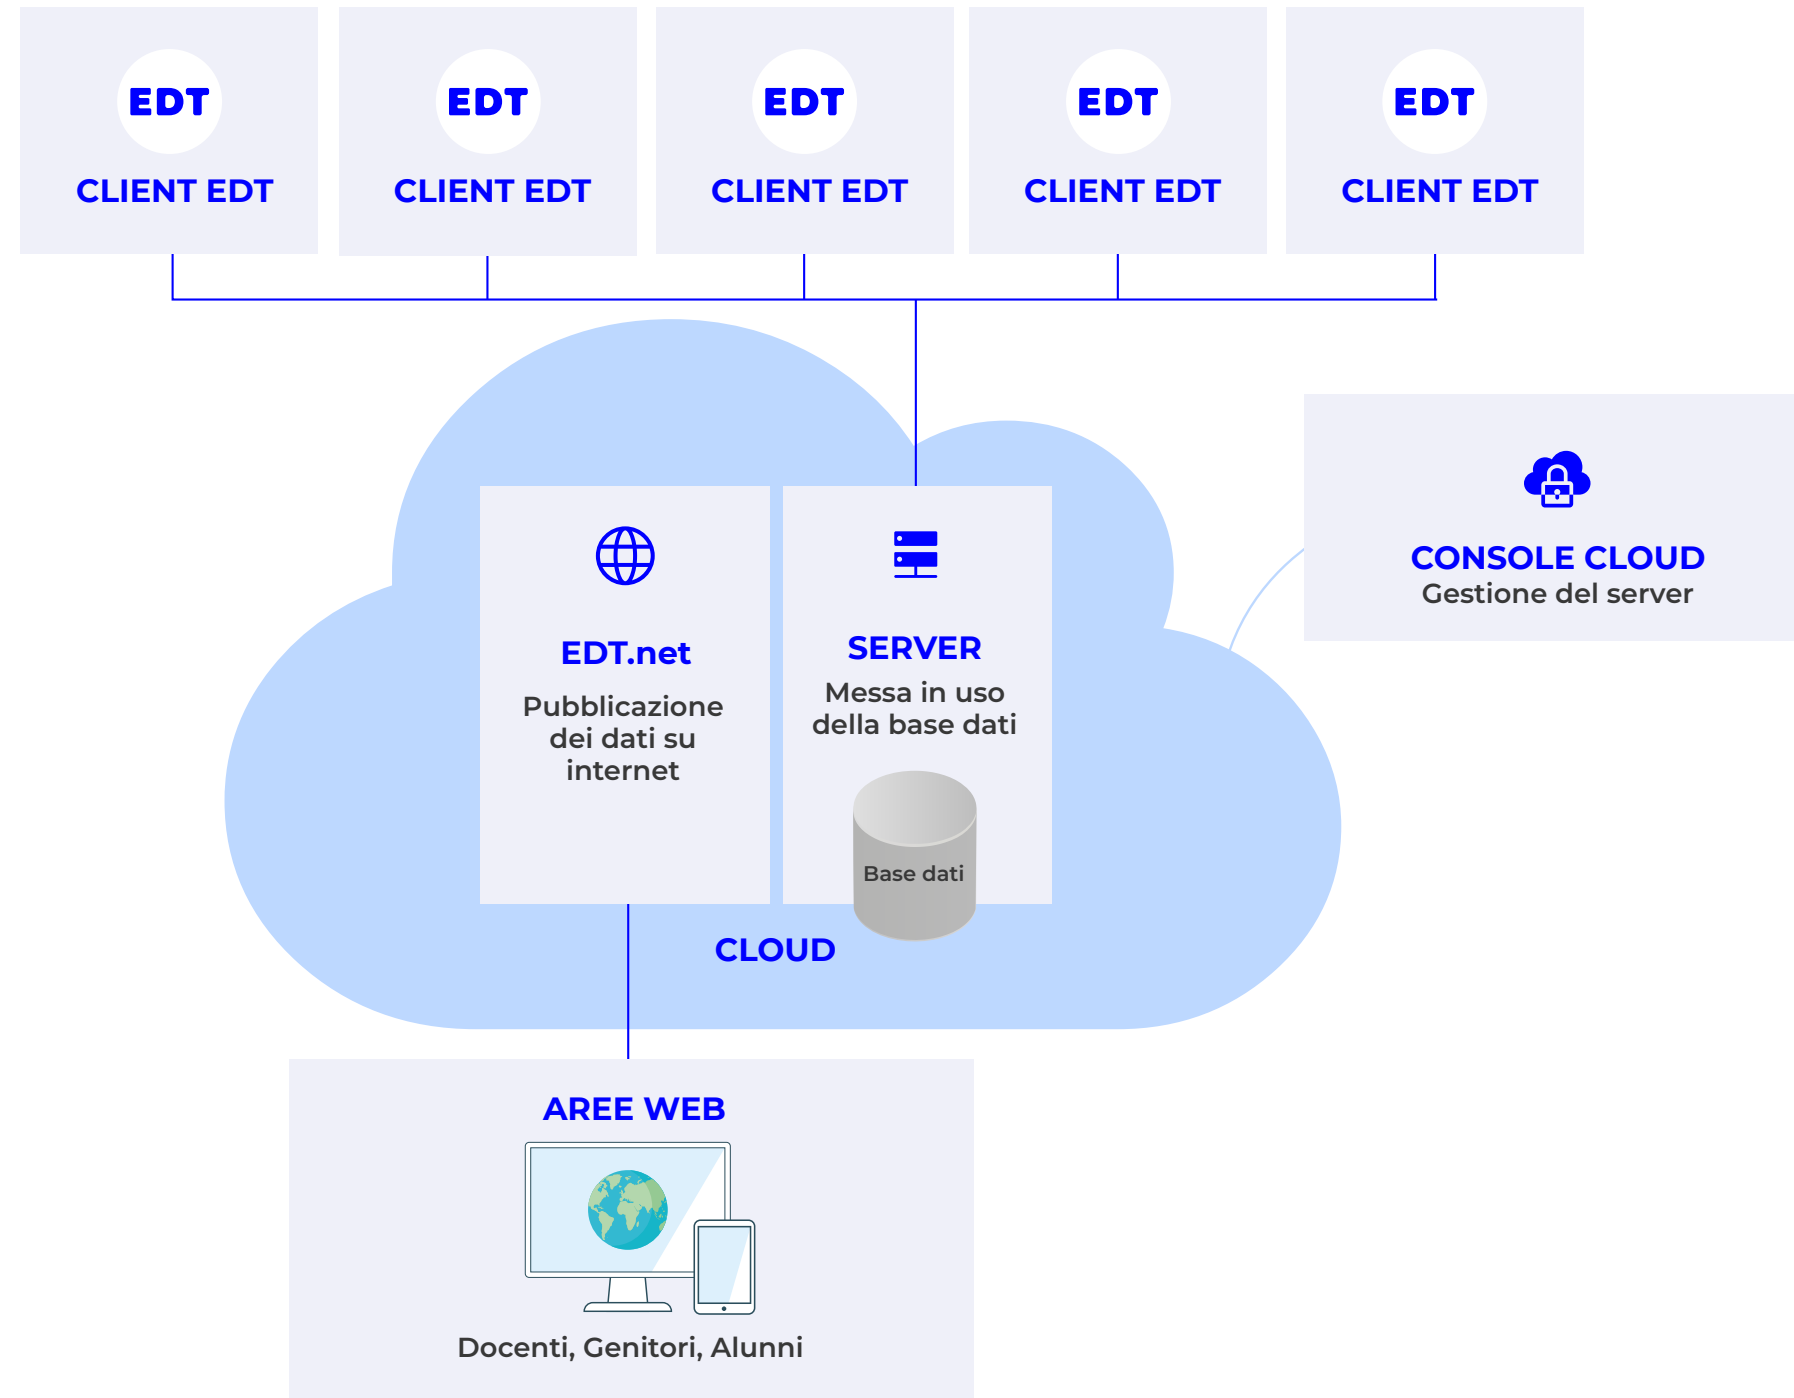 EDT
CLIENT EDT
EDT
CLIENT EDT
EDT
CLIENT EDT
EDT
CLIENT EDT
EDT
CLIENT EDT
CONSOLE CLOUD
Gestione del server
EDT.net
Pubblicazione
dei dati su
internet
SERVER
Messa in uso
della base dati
Base dati
CLOUD
AREE WEB
Docenti, Genitori, Alunni